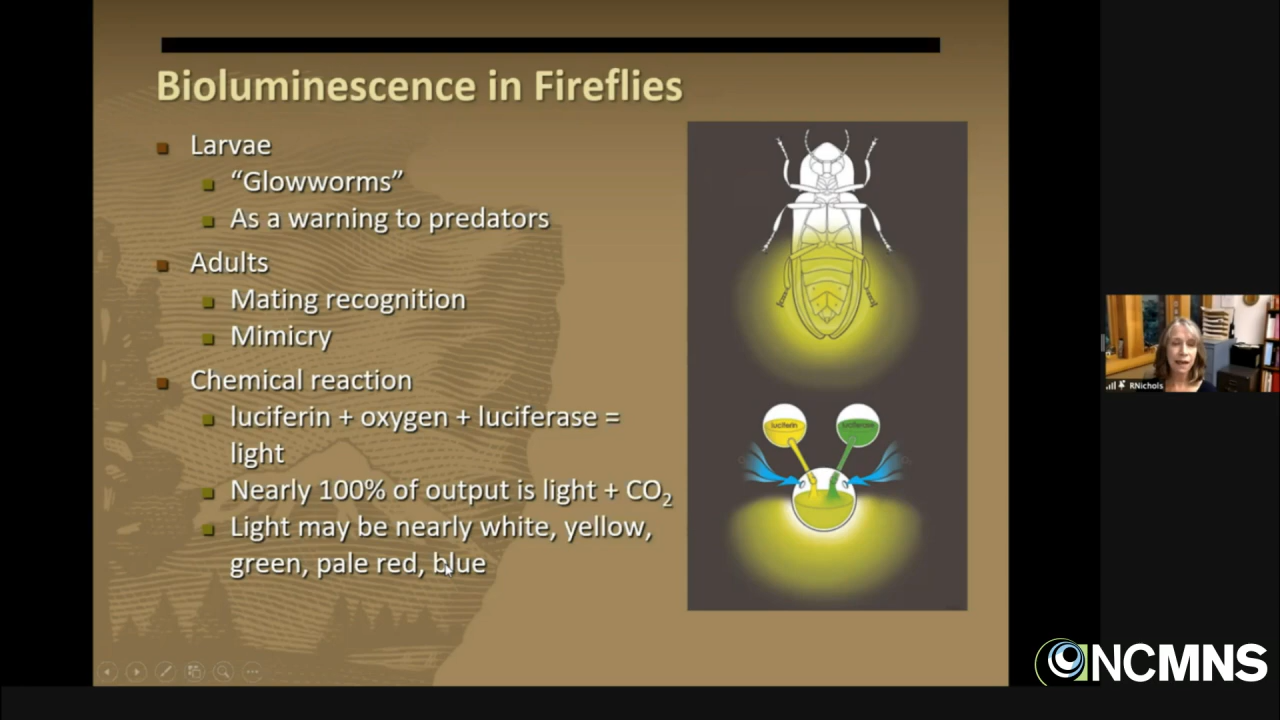 Bioluminescence in Fireflies
Larvae
“Glowworms”
As a warning to predators
Adults
Mating recognition
Mimicry
Chemical reaction
luciferin + oxygen + luciferase =
light
Nearly 100% of output is light + CO₂
Light may be nearly white, yellow,
green, pale red, blue
luciferin
luciferase
RNichols
NCMNS